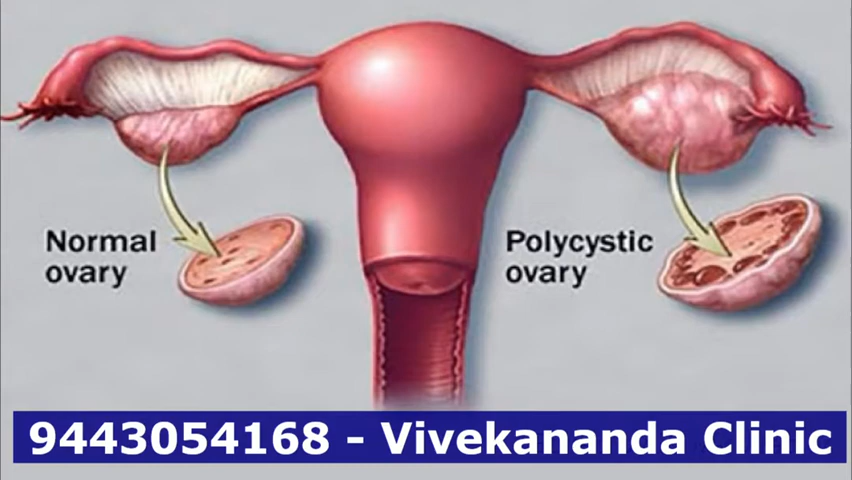 Normal
ovary
Polycystic
ovary
9443054168 - Vivekananda Clinic